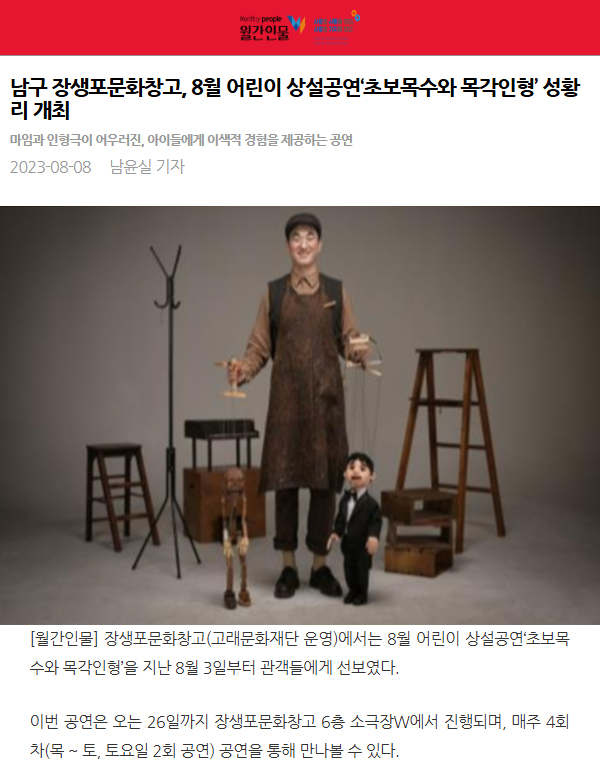 Monthly people
월간인물
남구 장생포문화창고, 8월 어린이 상설공연‘초보목수와 목각인형’ 성황
리 개최
마임과 인형극이 어우러진, 아이들에게 이색적 경험을 제공하는 공연
2023-08-08 남윤실 기자
[월간인물] 장생포문화창고(고래문화재단 운영)에서는 8월 어린이 상설공연‘초보목
수와 목각인형’을 지난 8월 3일부터 관객들에게 선보였다.
이번 공연은 오는 26일까지 장생포문화창고 6층 소극장W에서 진행되며, 매주 4회
차(목 ~ 토, 토요일 2회 공연) 공연을 통해 만나볼 수 있다.